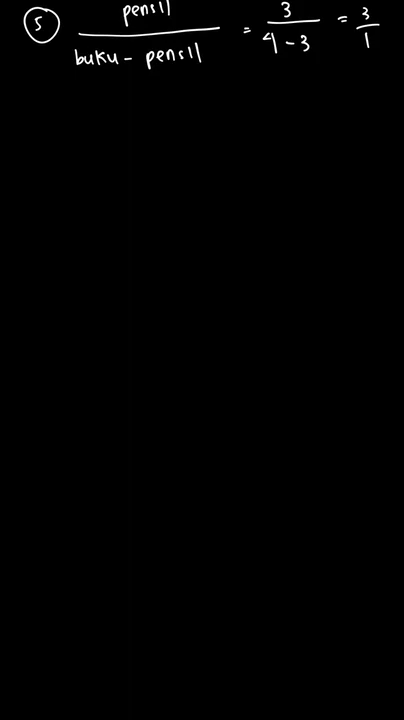 5 pensil / buku - pensil = 3 / 4 - 3 = 3 / 1